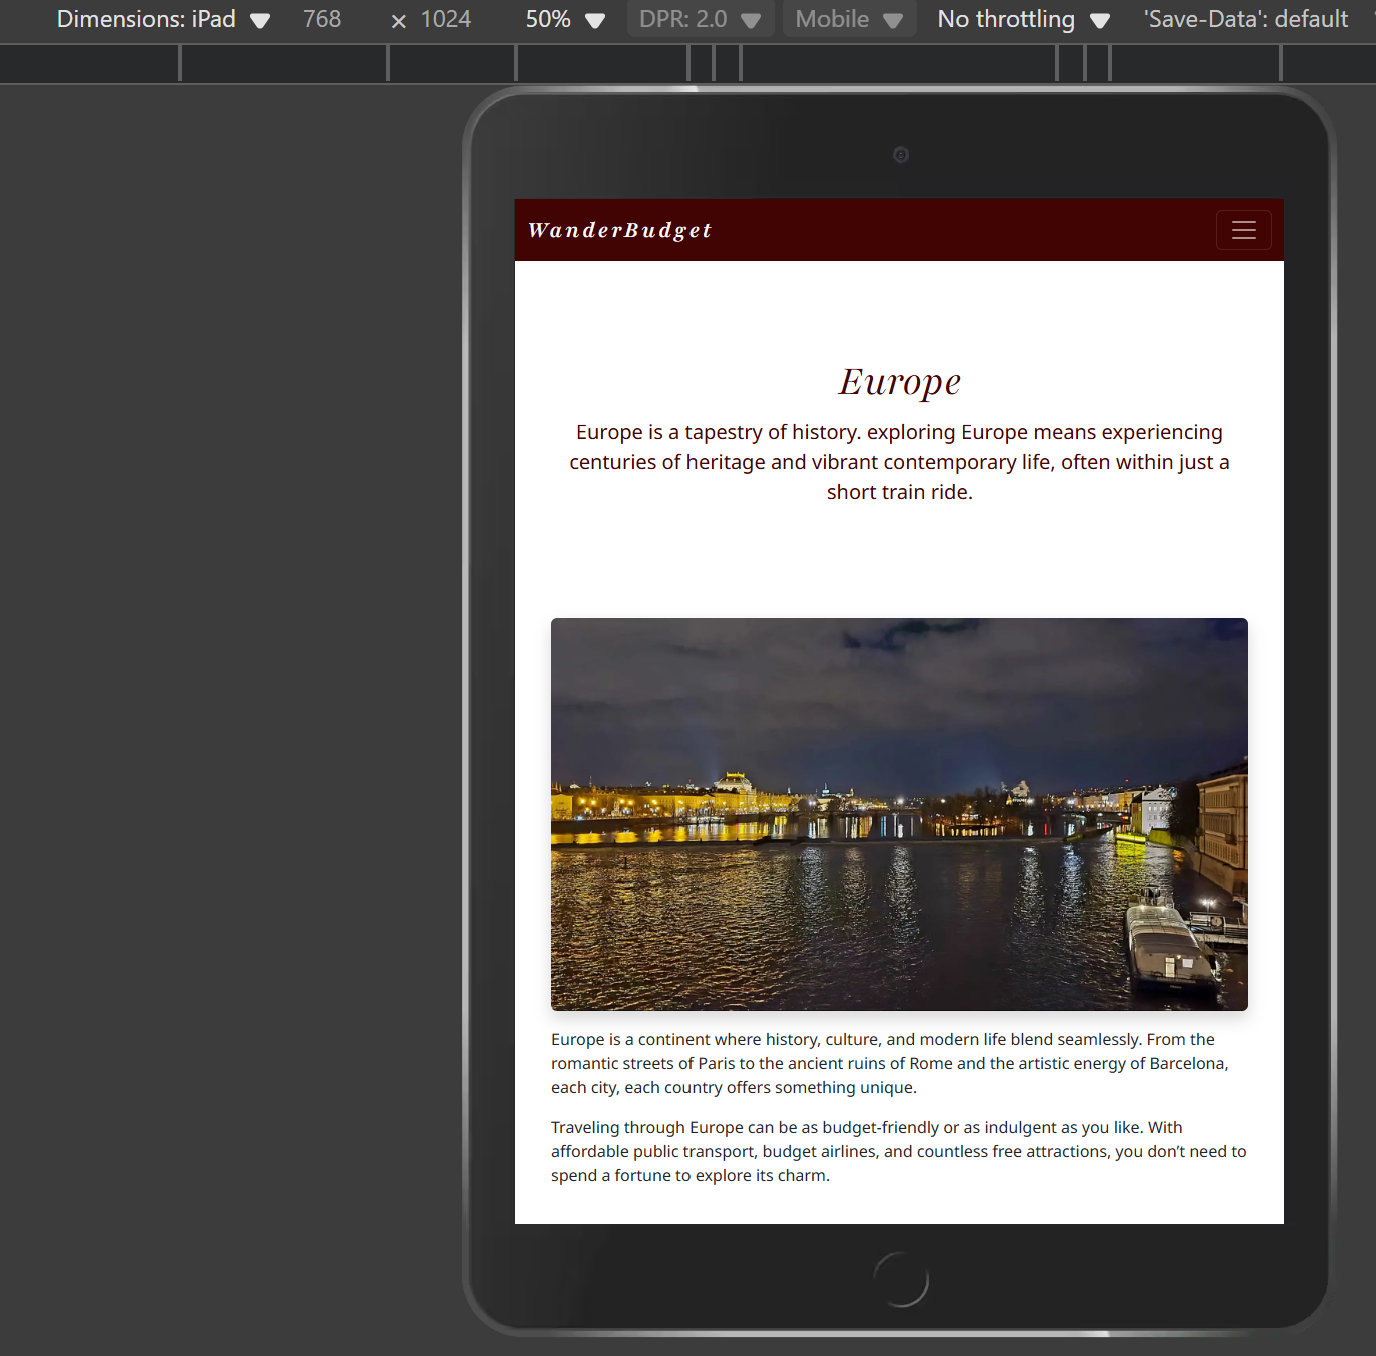 Dimensions: iPad 768 × 1024 50% DPR: 2.0 Mobile No throttling 'Save-Data': default
WanderBudget
Europe
Europe is a tapestry of history. exploring Europe means experiencing
centuries of heritage and vibrant contemporary life, often within just a
short train ride.
Europe is a continent where history, culture, and modern life blend seamlessly. From the
romantic streets of Paris to the ancient ruins of Rome and the artistic energy of Barcelona,
each city, each country offers something unique.
Traveling through Europe can be as budget-friendly or as indulgent as you like. With
affordable public transport, budget airlines, and countless free attractions, you don’t need to
spend a fortune to explore its charm.